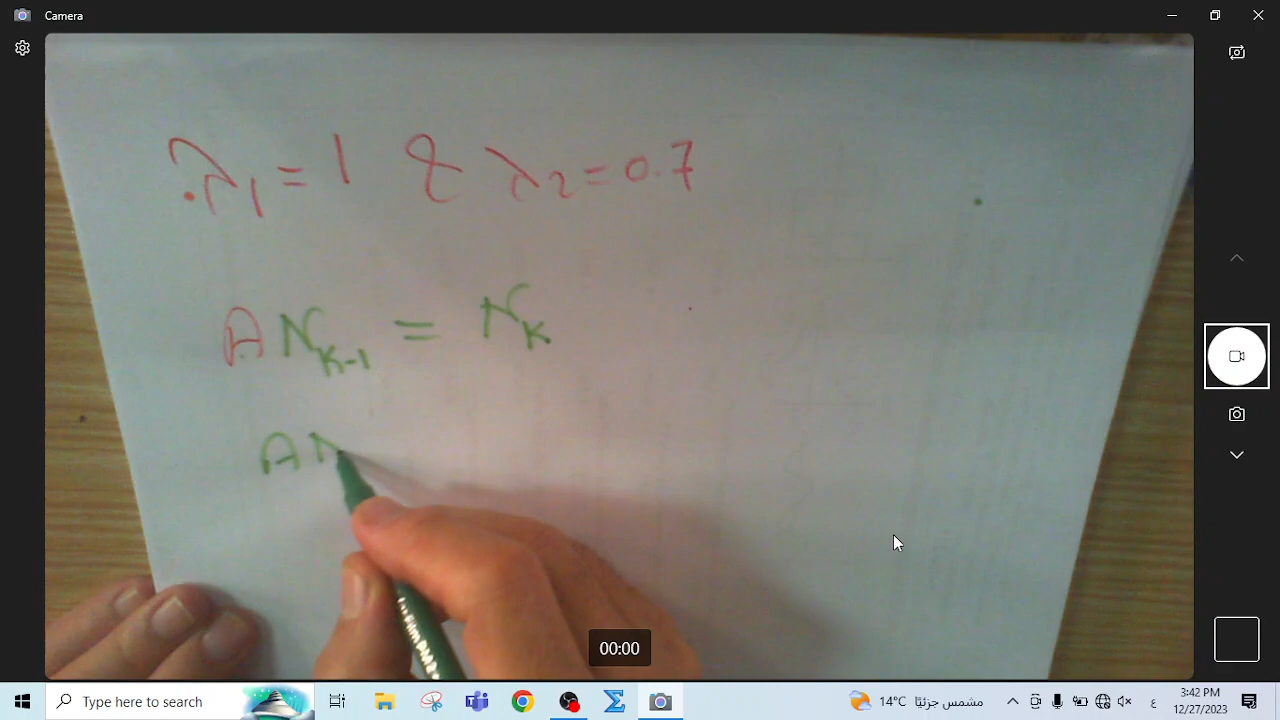 Camera
λ₁ = 1 & λ₂ = 0.7
A N_{K-1} = N_K
A N
00:00
Type here to search
14°C مشمس جزئيًا
ع
3:42 PM
12/27/2023